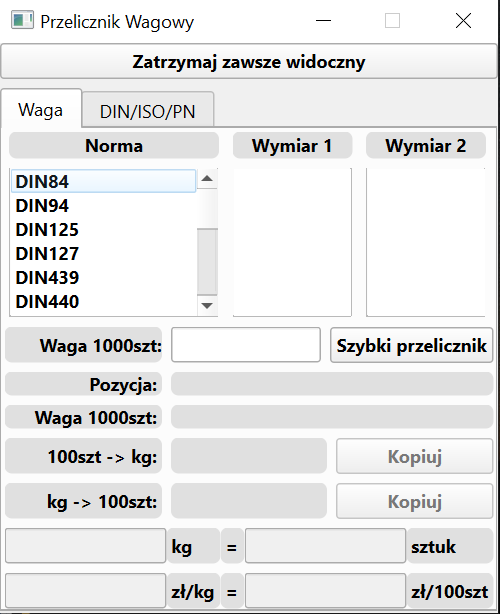 Przelicznik Wagowy
Zatrzymaj zawsze widoczny
Waga DIN/ISO/PN
Norma Wymiar 1 Wymiar 2
DIN84
DIN94
DIN125
DIN127
DIN439
DIN440
Waga 1000szt: Szybki przelicznik
Pozycja:
Waga 1000szt:
100szt -> kg: Kopiuj
kg -> 100szt: Kopiuj
kg = sztuk
zł/kg = zł/100szt